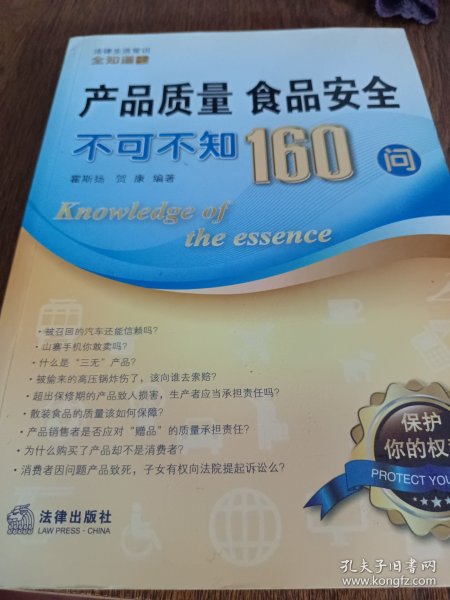 法律生活常识
全知道
产品质量 食品安全
不可不知160问
霍斯扬 贺 康 编著
Knowledge of
the essence
·被召回的汽车还能信赖吗?
·山寨手机你敢卖吗?
·什么是“三无”产品?
·被偷来的高压锅炸伤了,该向谁去索赔?
·超出保修期的产品致人损害,生产者应当承担责任吗?
·散装食品的质量该如何保障?
·产品销售者是否应对“赠品”的质量承担责任?
·为什么购买了产品却不是消费者?
·消费者因问题产品致死,子女有权向法院提起诉讼么?
保护
你的权
PROTECT YOU
法律出版社
LAW PRESS·CHINA
孔夫子旧书网
www.kongfz.com